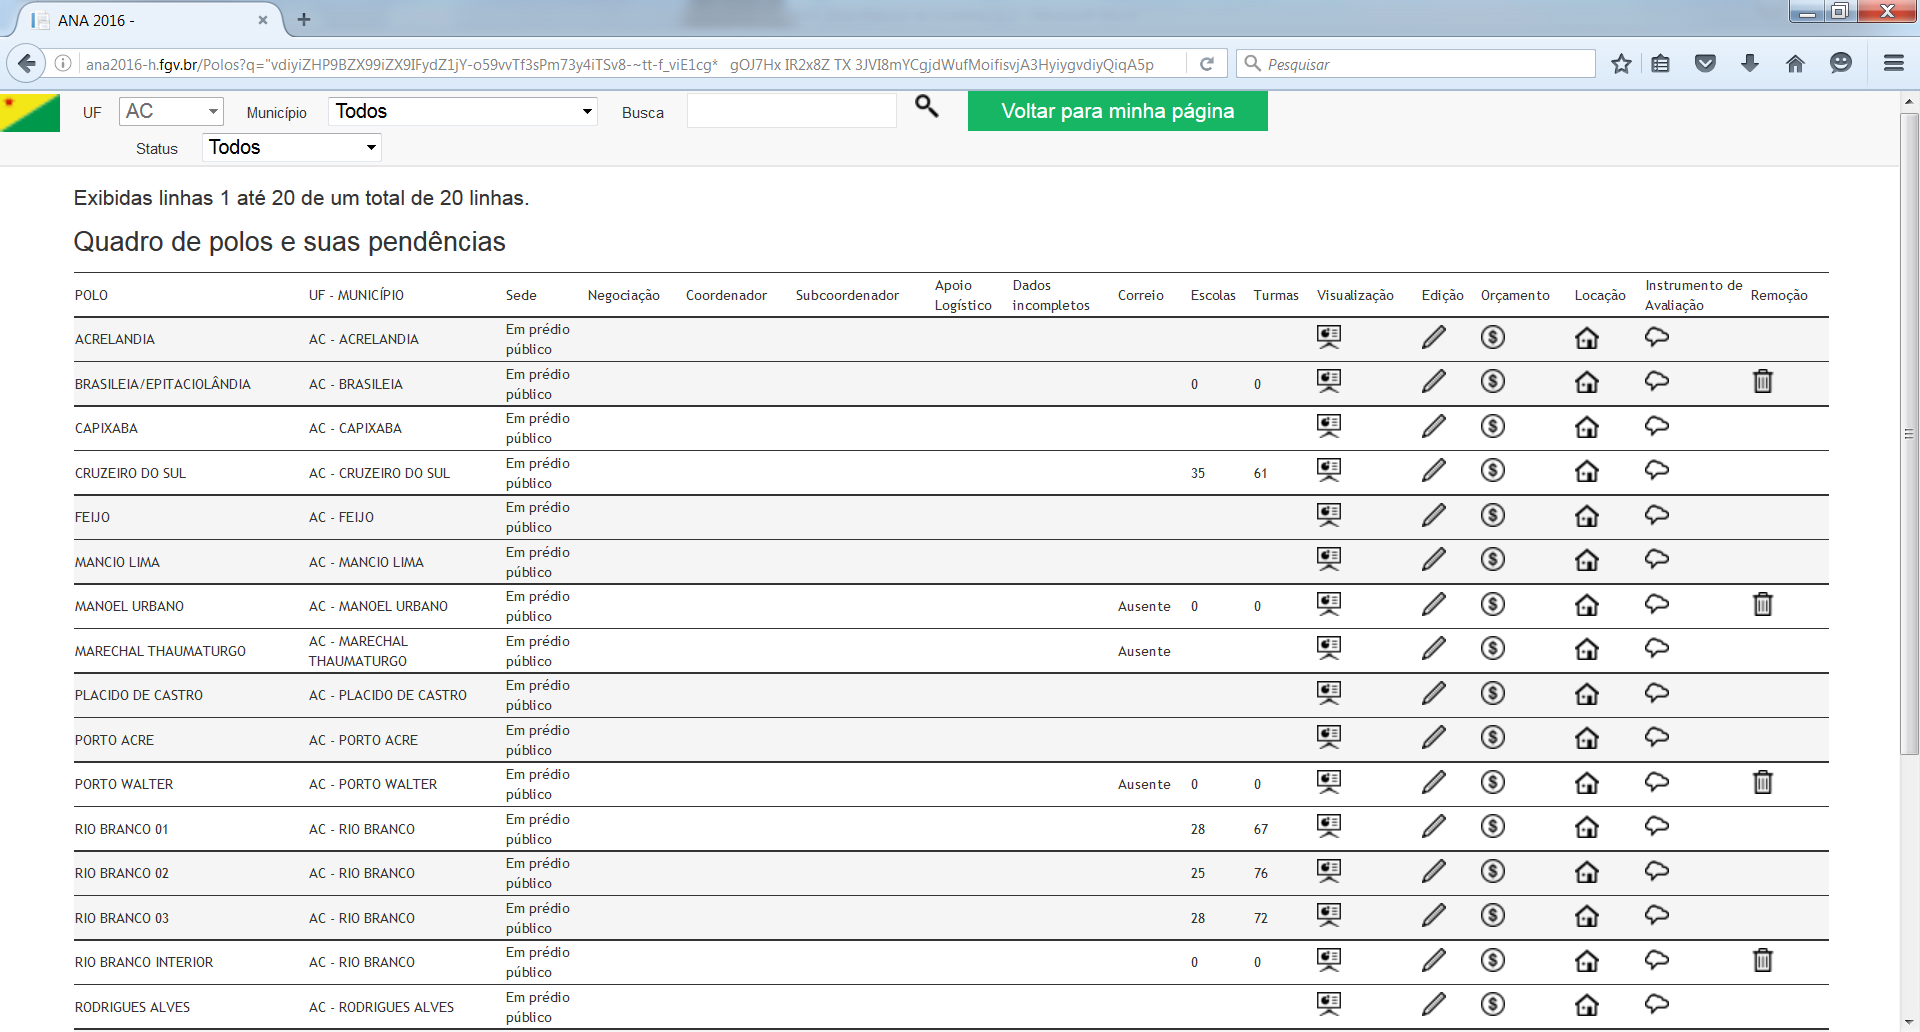 ANA 2016 -
ana2016-h.fgv.br/Polos?q="vdiyiZHP9BZX99iZX9IFydZ1jY-o59vvTf3sPm73y4iTSv8-~tt-f_viE1cg* gOJ7Hx IR2x8Z TX 3JVI8mYCgjdWufMoifisvjA3HyiygvdiyQiqA5p
Pesquisar
UF AC Município Todos Busca Voltar para minha página
Status Todos
Exibidas linhas 1 até 20 de um total de 20 linhas.
Quadro de polos e suas pendências
POLO UF - MUNICÍPIO Sede Negociação Coordenador Subcoordenador Apoio Logístico Dados incompletos Correio Escolas Turmas Visualização Edição Orçamento Locação Instrumento de Avaliação Remoção
ACRELANDIA AC - ACRELANDIA Em prédio público
BRASILEIA/EPITACIOLÂNDIA AC - BRASILEIA Em prédio público 0 0
CAPIXABA AC - CAPIXABA Em prédio público
CRUZEIRO DO SUL AC - CRUZEIRO DO SUL Em prédio público 35 61
FEIJO AC - FEIJO Em prédio público
MANCIO LIMA AC - MANCIO LIMA Em prédio público
MANOEL URBANO AC - MANOEL URBANO Em prédio público Ausente 0 0
MARECHAL THAUMATURGO AC - MARECHAL THAUMATURGO Em prédio público Ausente
PLACIDO DE CASTRO AC - PLACIDO DE CASTRO Em prédio público
PORTO ACRE AC - PORTO ACRE Em prédio público
PORTO WALTER AC - PORTO WALTER Em prédio público Ausente 0 0
RIO BRANCO 01 AC - RIO BRANCO Em prédio público 28 67
RIO BRANCO 02 AC - RIO BRANCO Em prédio público 25 76
RIO BRANCO 03 AC - RIO BRANCO Em prédio público 28 72
RIO BRANCO INTERIOR AC - RIO BRANCO Em prédio público 0 0
RODRIGUES ALVES AC - RODRIGUES ALVES Em prédio público